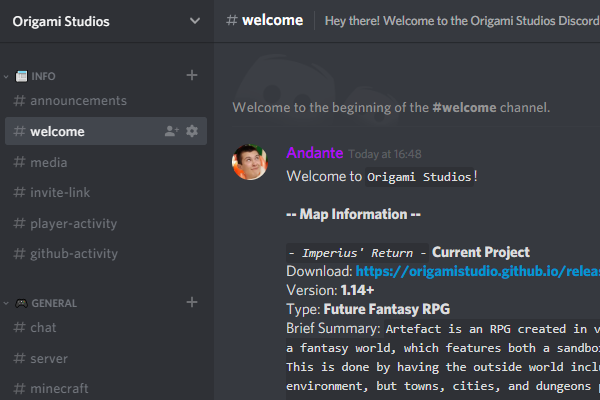 Origami Studios
# welcome
Hey there! Welcome to the Origami Studios Discord
INFO
# announcements
# welcome
# media
# invite-link
# player-activity
# github-activity
GENERAL
# chat
# server
# minecraft
Welcome to the beginning of the #welcome channel.
Andante Today at 16:48
Welcome to Origami Studios!
-- Map Information --
- Imperius' Return - Current Project
Download: https://origamistudio.github.io/relea
Version: 1.14+
Type: Future Fantasy RPG
Brief Summary: Artefact is an RPG created in v
a fantasy world, which features both a sandbo
This is done by having the outside world inclu
environment, but towns, cities, and dungeons p